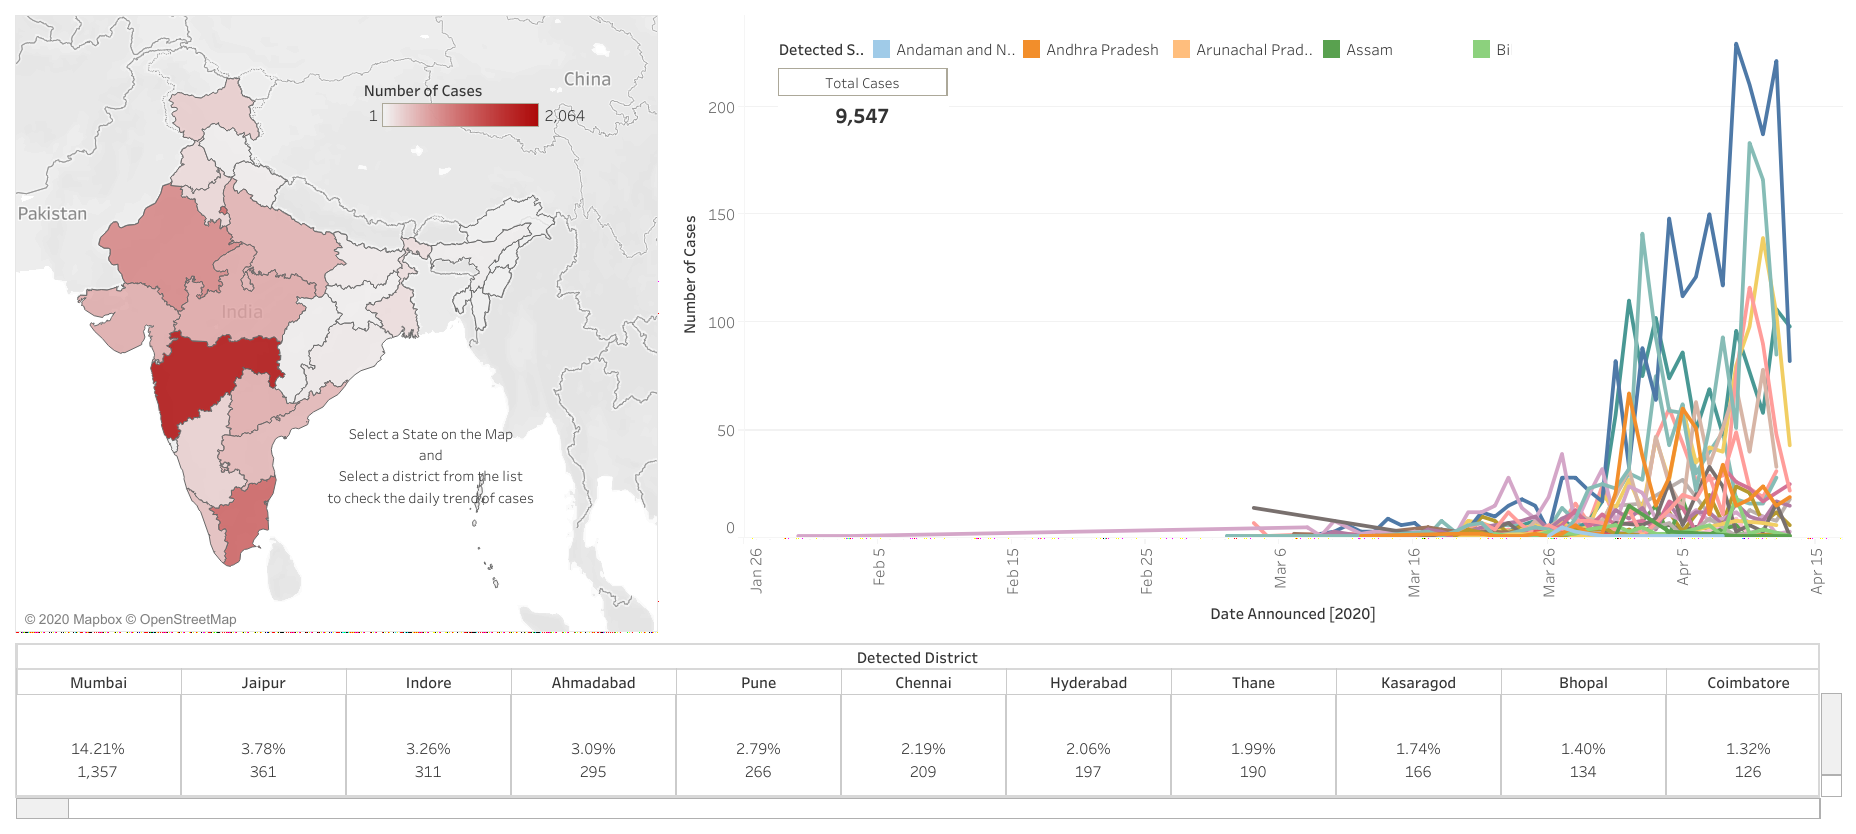 China
Number of Cases
1
2,064
Pakistan
India
Select a State on the Map
and
Select a district from the list
to check the daily trend of cases
© 2020 Mapbox © OpenStreetMap
Detected S.. Andaman and N.. Andhra Pradesh Arunachal Prad.. Assam Bi
Total Cases
9,547
Number of Cases
200
150
100
50
0
Jan 26 Feb 5 Feb 15 Feb 25 Mar 6 Mar 16 Mar 26 Apr 5 Apr 15
Date Announced [2020]
Detected District
Mumbai Jaipur Indore Ahmadabad Pune Chennai Hyderabad Thane Kasaragod Bhopal Coimbatore
14.21% 3.78% 3.26% 3.09% 2.79% 2.19% 2.06% 1.99% 1.74% 1.40% 1.32%
1,357 361 311 295 266 209 197 190 166 134 126